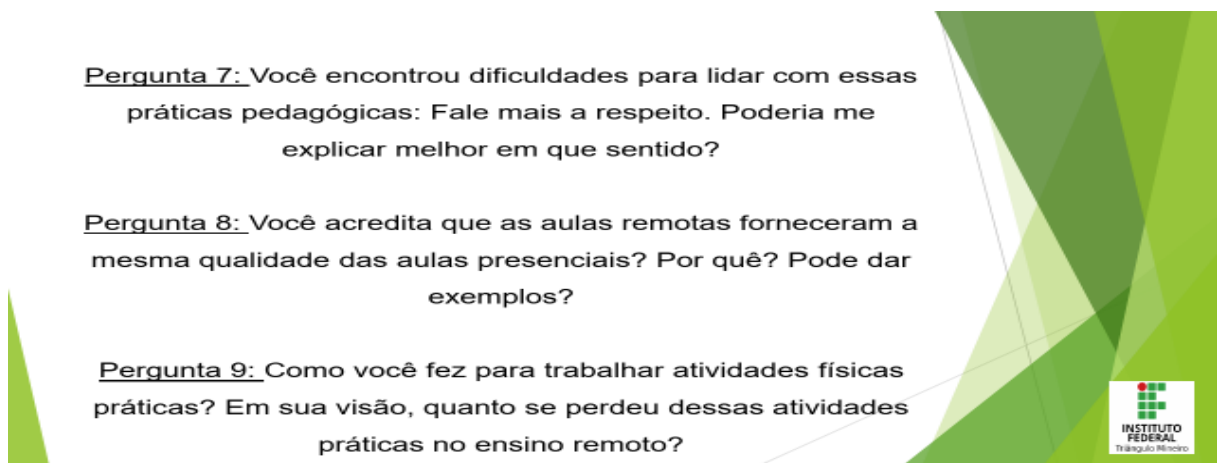 Pergunta 7: Você encontrou dificuldades para lidar com essas
práticas pedagógicas: Fale mais a respeito. Poderia me
explicar melhor em que sentido?
Pergunta 8: Você acredita que as aulas remotas forneceram a
mesma qualidade das aulas presenciais? Por quê? Pode dar
exemplos?
Pergunta 9: Como você fez para trabalhar atividades físicas
práticas? Em sua visão, quanto se perdeu dessas atividades
práticas no ensino remoto?
INSTITUTO
FEDERAL
Triângulo Mineiro